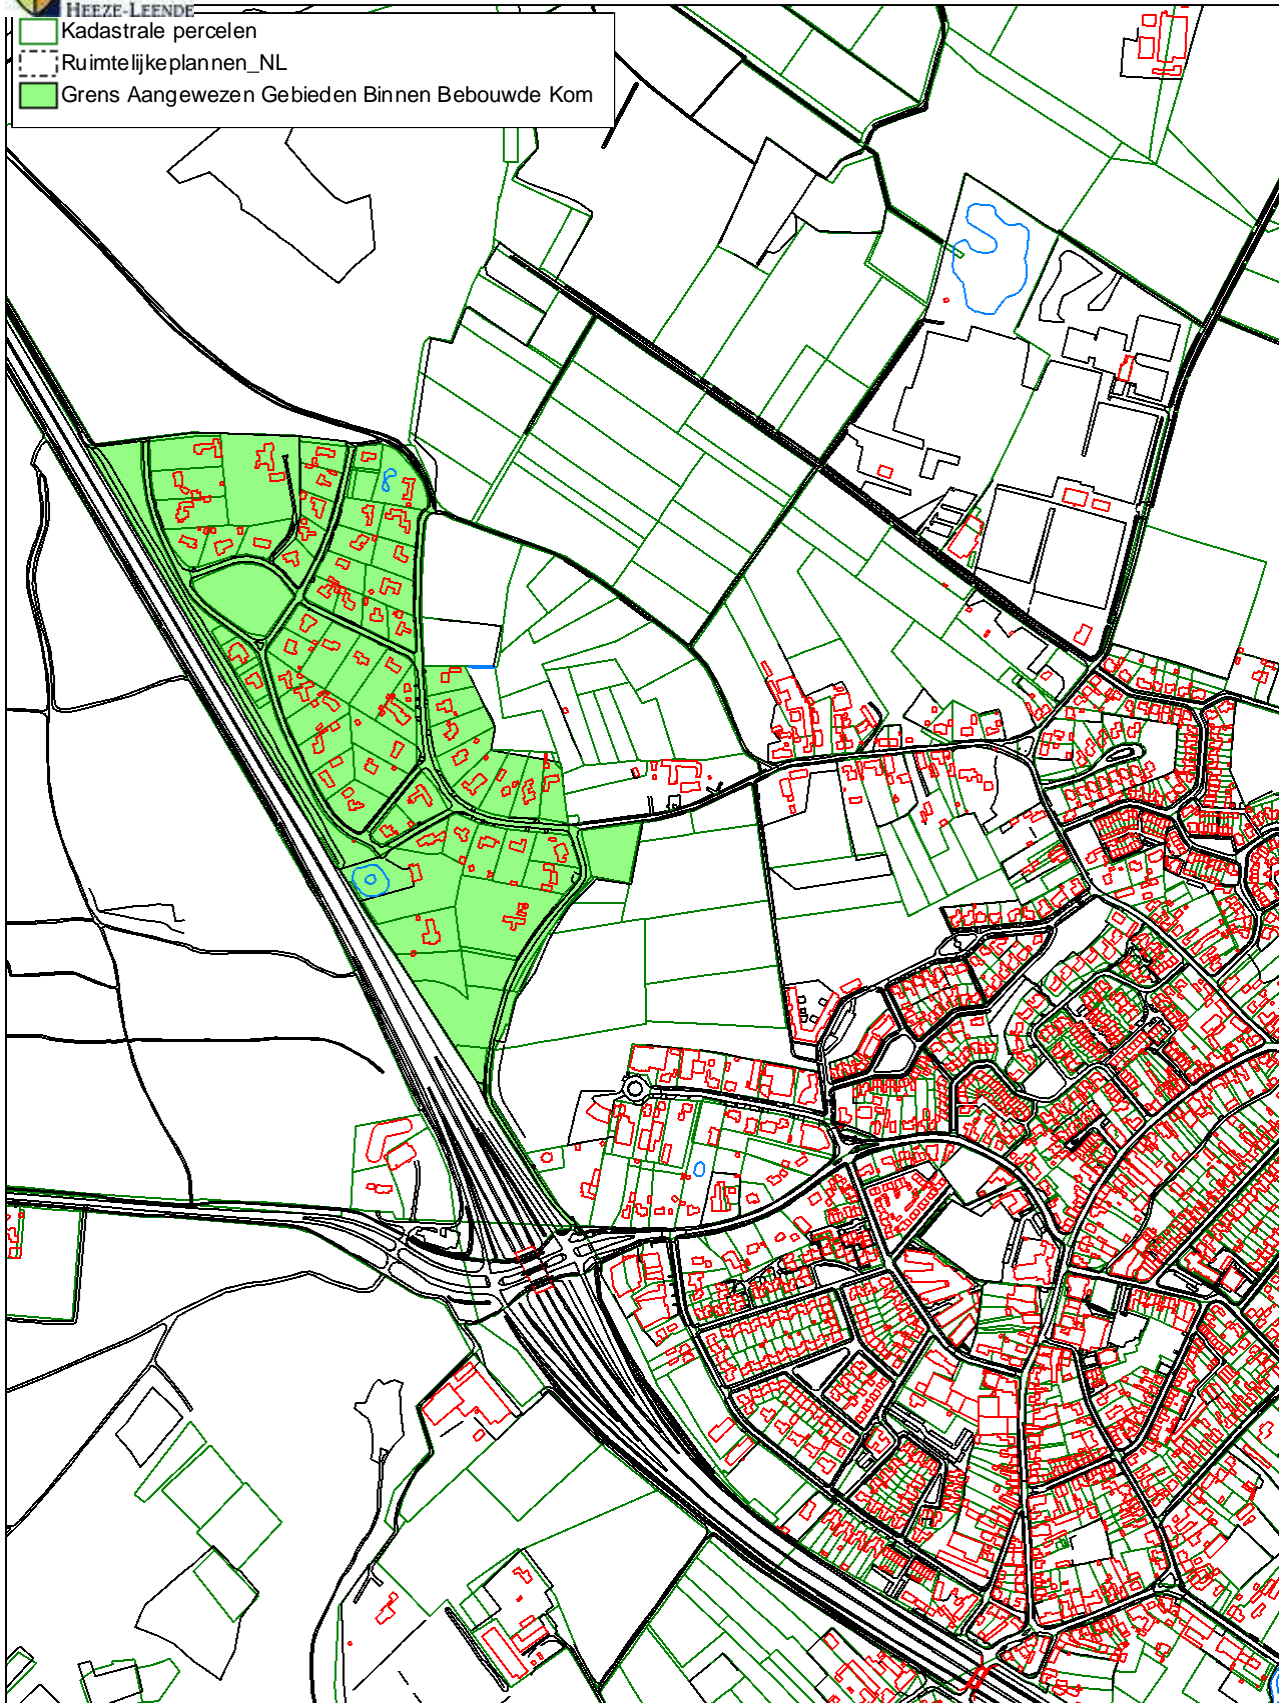 HEEZE-LEENDE
Kadastrale percelen
Ruimtelijkeplannen_NL
Grens Aangewezen Gebieden Binnen Bebouwde Kom